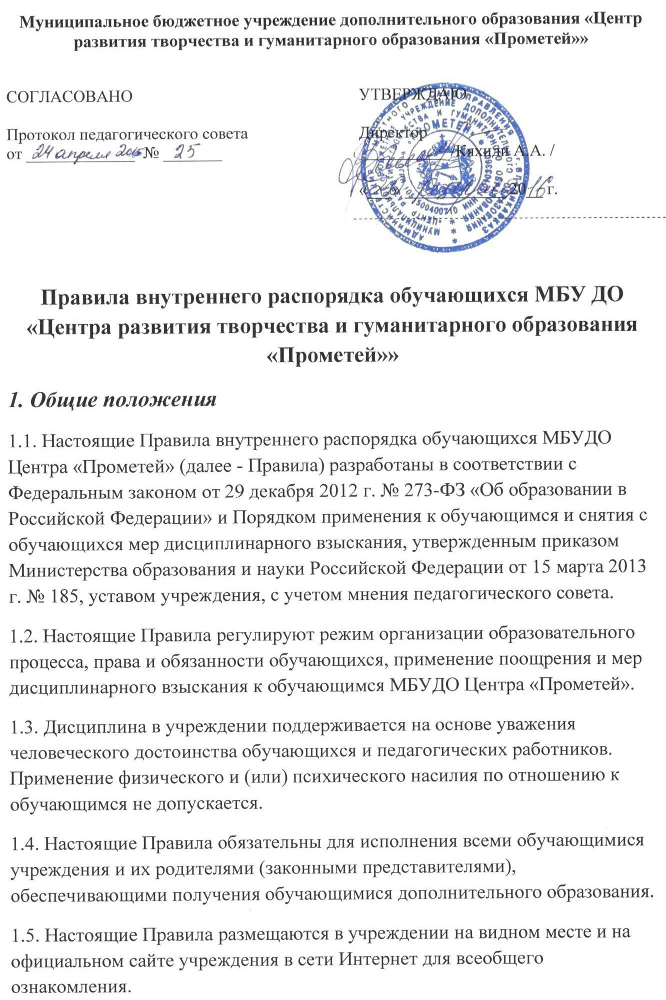 Муниципальное бюджетное учреждение дополнительного образования «Центр
развития творчества и гуманитарного образования «Прометей»»
СОГЛАСОВАНО
Протокол педагогического совета
от 24 апреля № 25
УТВЕРЖДАЮ
Директор
/Кяхиди А.А. /
« » 2016 г.
Правила внутреннего распорядка обучающихся МБУ ДО
«Центра развития творчества и гуманитарного образования
«Прометей»»
1. Общие положения
1.1. Настоящие Правила внутреннего распорядка обучающихся МБУДО
Центра «Прометей» (далее - Правила) разработаны в соответствии с
Федеральным законом от 29 декабря 2012 г. № 273-ФЗ «Об образовании в
Российской Федерации» и Порядком применения к обучающимся и снятия с
обучающихся мер дисциплинарного взыскания, утвержденным приказом
Министерства образования и науки Российской Федерации от 15 марта 2013
г. № 185, уставом учреждения, с учетом мнения педагогического совета.
1.2. Настоящие Правила регулируют режим организации образовательного
процесса, права и обязанности обучающихся, применение поощрения и мер
дисциплинарного взыскания к обучающимся МБУДО Центра «Прометей».
1.3. Дисциплина в учреждении поддерживается на основе уважения
человеческого достоинства обучающихся и педагогических работников.
Применение физического и (или) психического насилия по отношению к
обучающимся не допускается.
1.4. Настоящие Правила обязательны для исполнения всеми обучающимися
учреждения и их родителями (законными представителями),
обеспечивающими получения обучающимися дополнительного образования.
1.5. Настоящие Правила размещаются в учреждении на видном месте и на
официальном сайте учреждения в сети Интернет для всеобщего
ознакомления.